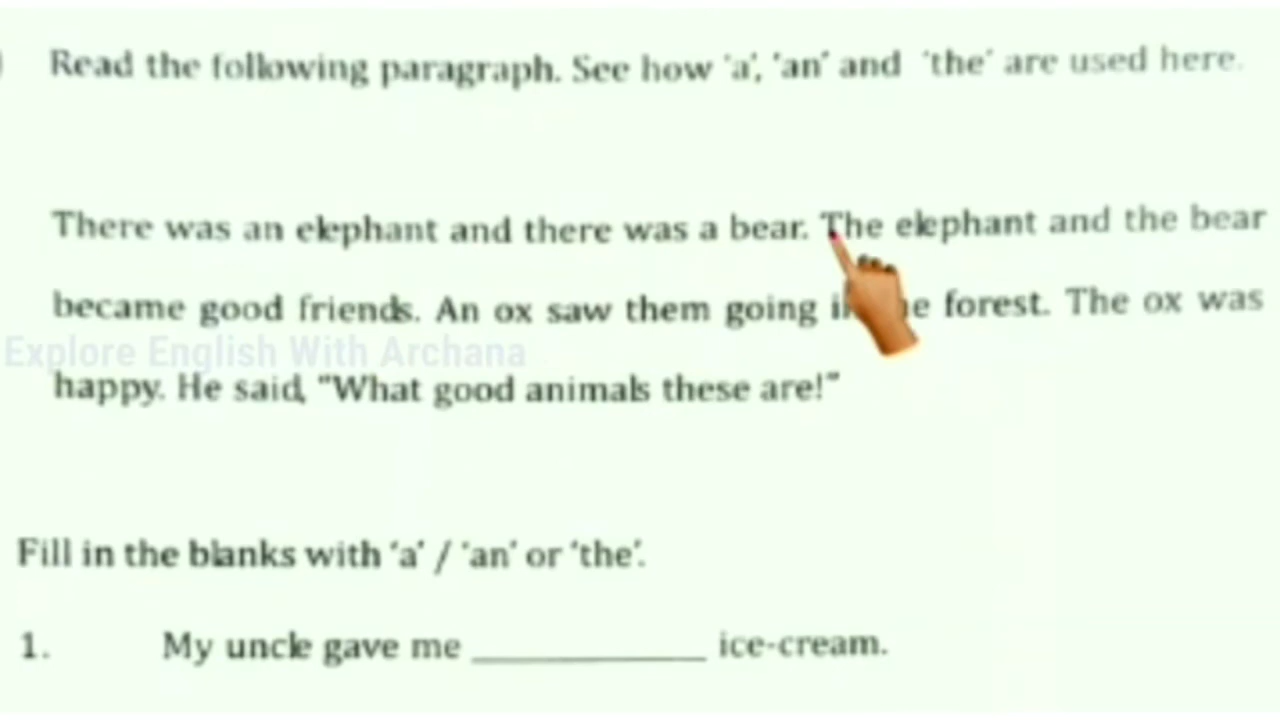 Read the following paragraph. See how 'a', 'an' and 'the' are used here.
There was an elephant and there was a bear. The elephant and the bear
became good friends. An ox saw them going forest. The ox was
Explore English With Archana
happy. He said, "What good animals these are!"
Fill in the blanks with 'a' / 'an' or 'the'.
1. My uncle gave me ____________ ice-cream.